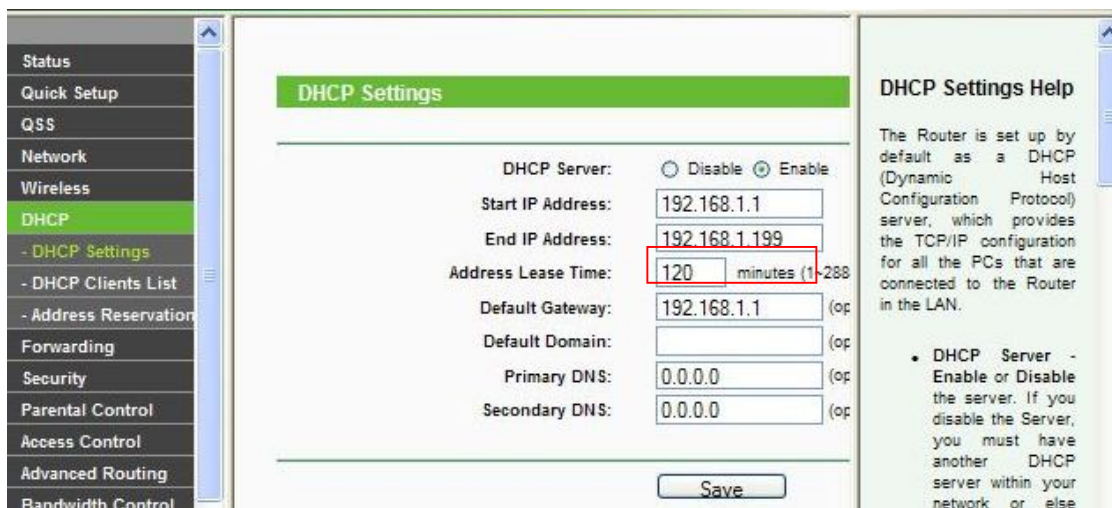 Status
Quick Setup
QSS
Network
Wireless
DHCP
- DHCP Settings
- DHCP Clients List
- Address Reservation
Forwarding
Security
Parental Control
Access Control
Advanced Routing
Bandwidth Control
DHCP Settings
DHCP Server: Disable Enable
Start IP Address: 192.168.1.1
End IP Address: 192.168.1.199
Address Lease Time: 120 minutes (1~288
Default Gateway: 192.168.1.1 (op
Default Domain: (op
Primary DNS: 0.0.0.0 (op
Secondary DNS: 0.0.0.0 (op
Save
DHCP Settings Help
The Router is set up by
default as a DHCP
(Dynamic Host
Configuration Protocol)
server, which provides
the TCP/IP configuration
for all the PCs that are
connected to the Router
in the LAN.
• DHCP Server -
Enable or Disable
the server. If you
disable the Server,
you must have
another DHCP
server within your
network or else